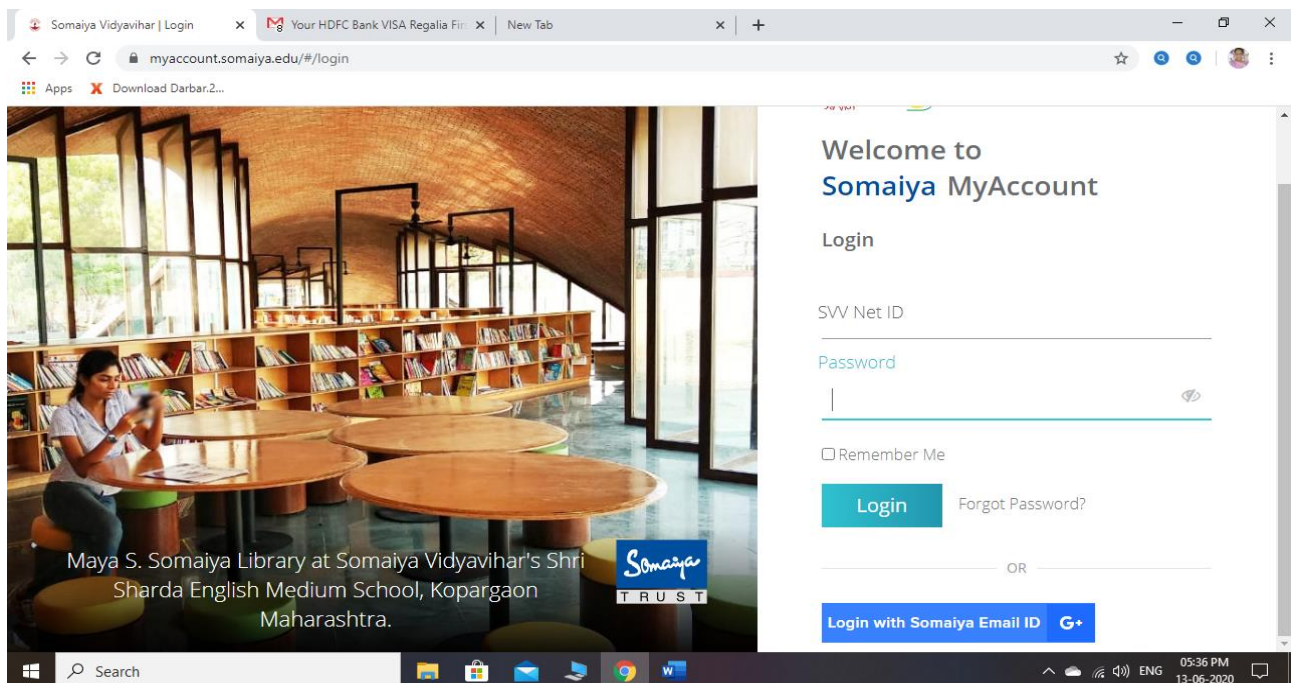 Somaiya Vidyavihar | Login
Your HDFC Bank VISA Regalia Fir
New Tab
myaccount.somaiya.edu/#/login
Apps
Download Darbar.2...
Welcome to
Somaiya MyAccount
Login
SVV Net ID
Password
Remember Me
Login Forgot Password?
OR
Login with Somaiya Email ID G+
Maya S. Somaiya Library at Somaiya Vidyavihar's Shri
Sharda English Medium School, Kopargaon
Maharashtra.
Somaiya
TRUST
Search
ENG
05:36 PM
13-06-2020